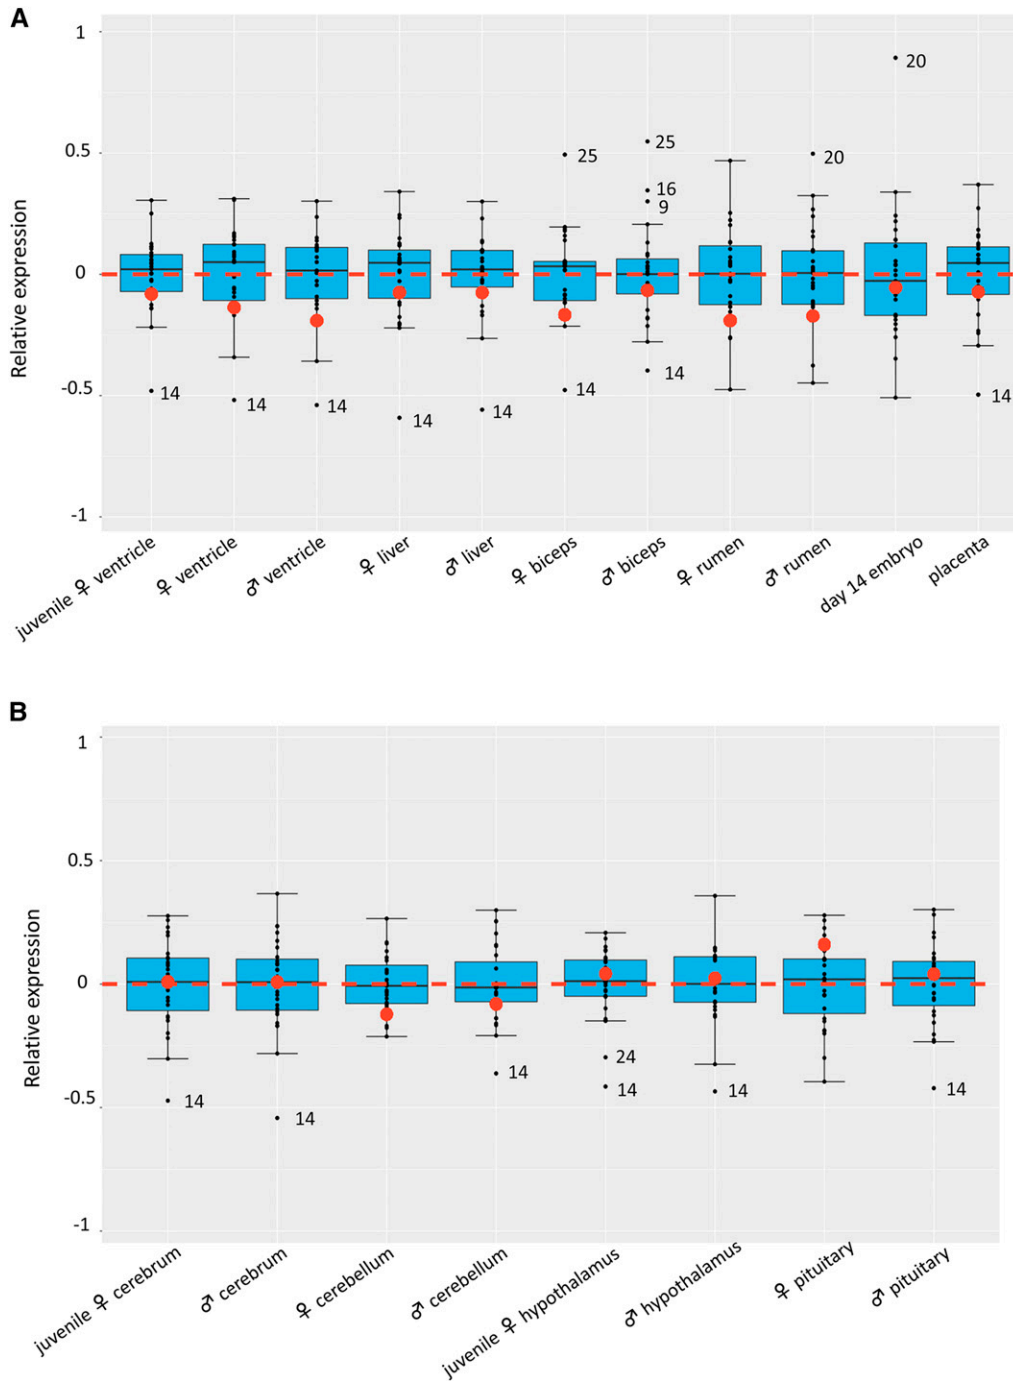 A
1
0.5
0
-0.5
-1
Relative expression
20
25
25
16
9
20
14
14
14
14
14
14
14
14
juvenile ♀ ventricle
♀ ventricle
♂ ventricle
♀ liver
♂ liver
♀ biceps
♂ biceps
♀ rumen
♂ rumen
day 14 embryo
placenta
B
1
0.5
0
-0.5
-1
Relative expression
14
14
14
24
14
14
14
juvenile ♀ cerebrum
♂ cerebrum
♀ cerebellum
♂ cerebellum
juvenile ♀ hypothalamus
♂ hypothalamus
♀ pituitary
♂ pituitary